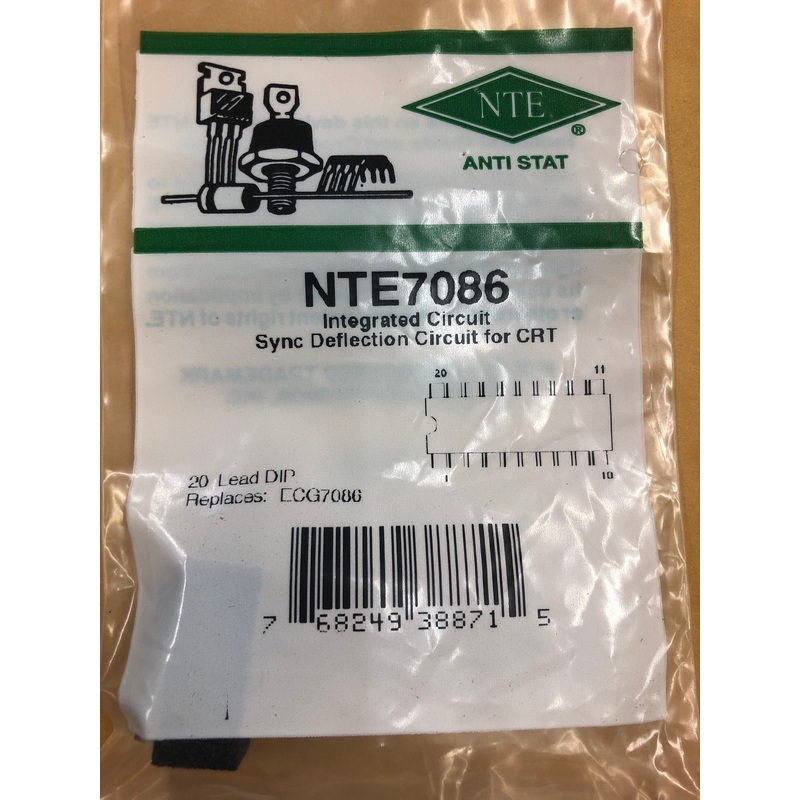 NTE®
ANTI STAT
NTE7086
Integrated Circuit
Sync Deflection Circuit for CRT
20 11
1 10
20 Lead DIP
Replaces: ECG7086
7 68249 38871 5